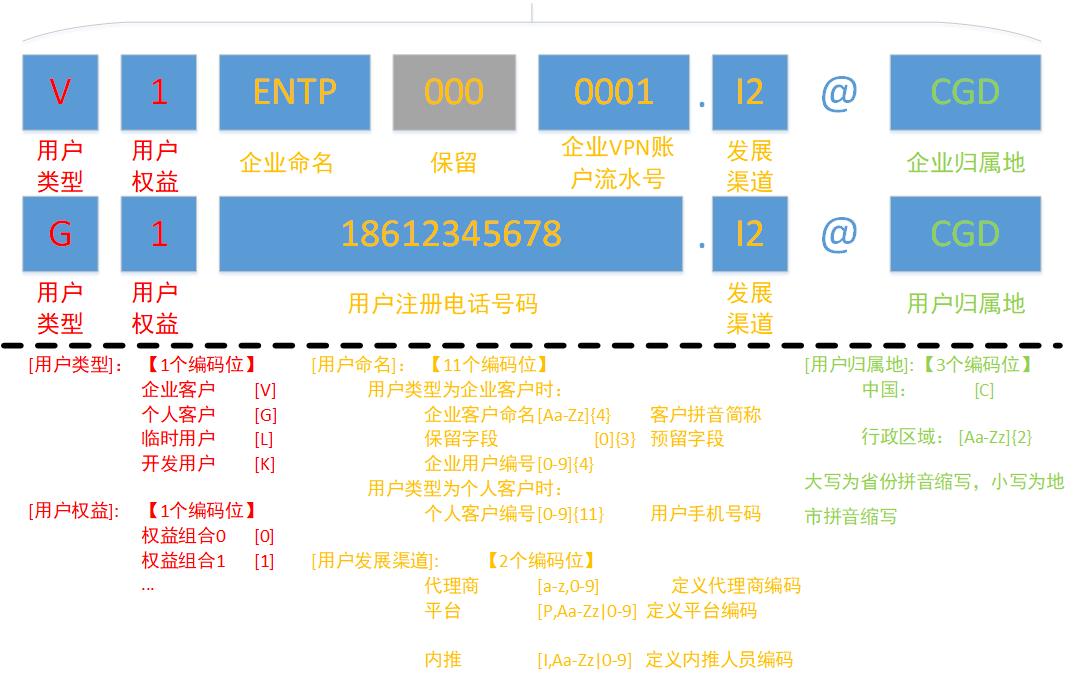 V 1 ENTP 000 0001 . I2 @ CGD
用户类型 用户权益 企业命名 保留 企业VPN账户流水号 发展渠道 企业归属地
G 1 18612345678 . I2 @ CGD
用户类型 用户权益 用户注册电话号码 发展渠道 用户归属地
[用户类型]： 【1个编码位】
企业客户 [V]
个人客户 [G]
临时用户 [L]
开发用户 [K]
[用户权益]: 【1个编码位】
权益组合0 [0]
权益组合1 [1]
...
[用户命名]： 【11个编码位】
用户类型为企业客户时：
企业客户命名[Aa-Zz]{4} 客户拼音简称
保留字段 [0]{3} 预留字段
企业用户编号[0-9]{4}
用户类型为个人客户时：
个人客户编号[0-9]{11} 用户手机号码
[用户发展渠道]: 【2个编码位】
代理商 [a-z,0-9] 定义代理商编码
平台 [P,Aa-Zz|0-9] 定义平台编码
内推 [I,Aa-Zz|0-9] 定义内推人员编码
[用户归属地]:【3个编码位】
中国： [C]
行政区域： [Aa-Zz]{2}
大写为省份拼音缩写，小写为地
市拼音缩写